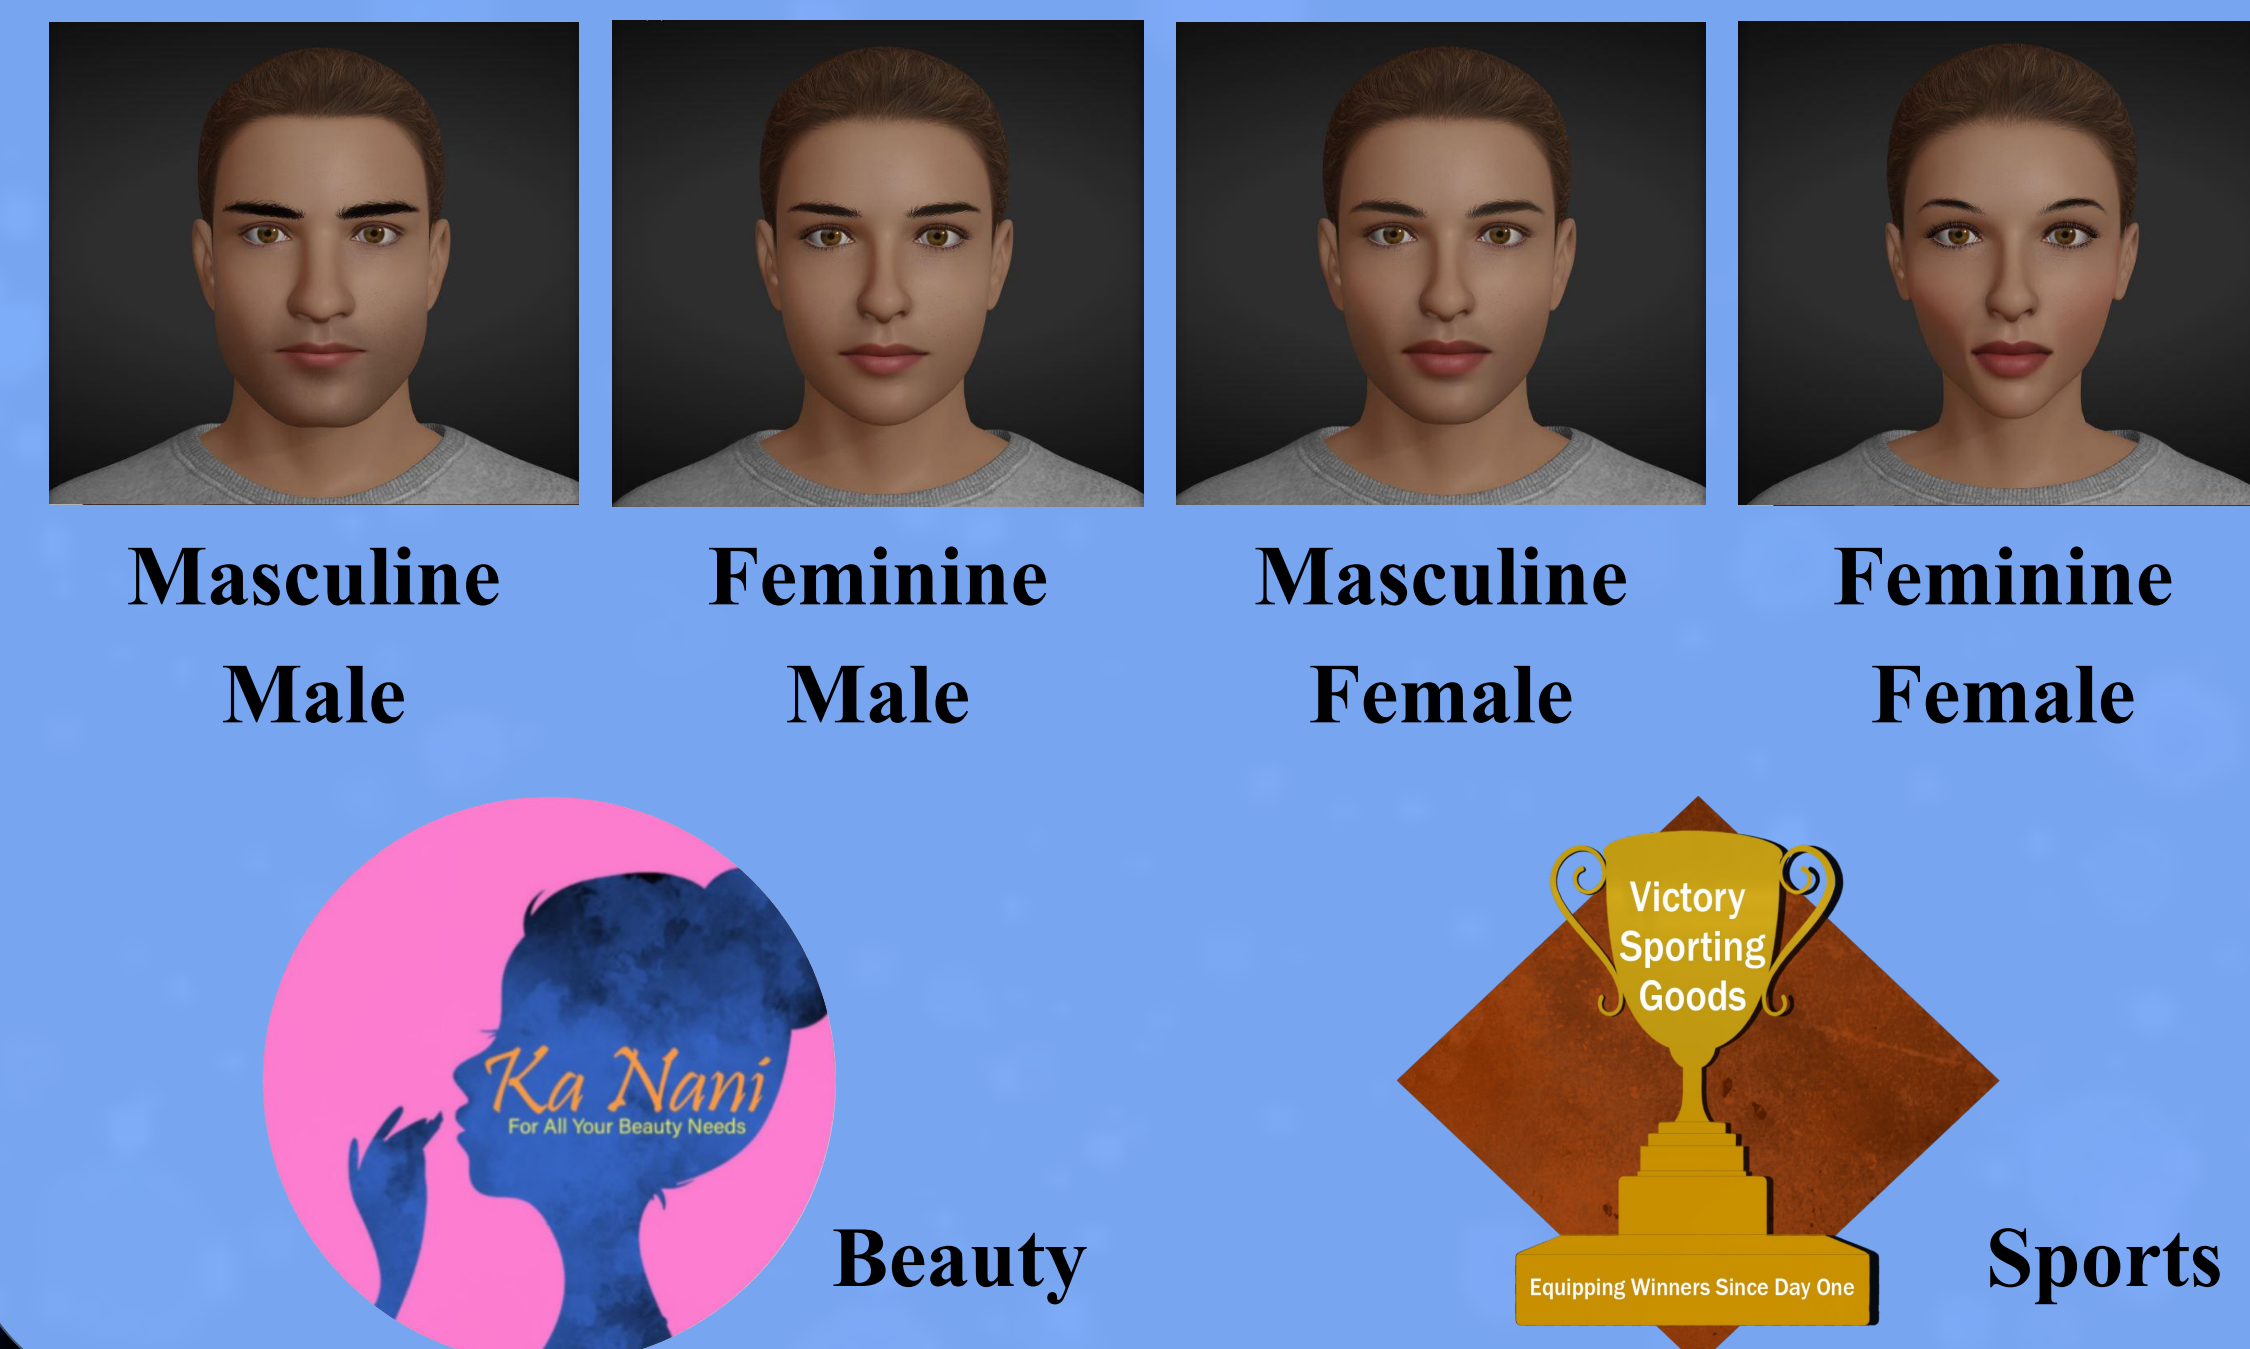 Masculine
Male
Feminine
Male
Masculine
Female
Feminine
Female
Ka Nani
For All Your Beauty Needs
Beauty
Victory
Sporting
Goods
Equipping Winners Since Day One
Sports